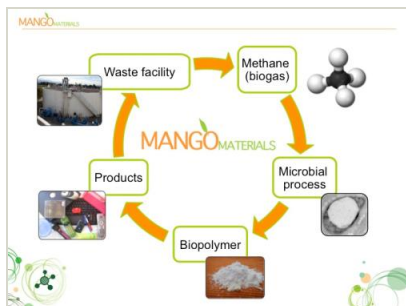 MANGO MATERIALS
Waste facility
Methane
(biogas)
MANGO MATERIALS
Microbial
process
Products
Biopolymer